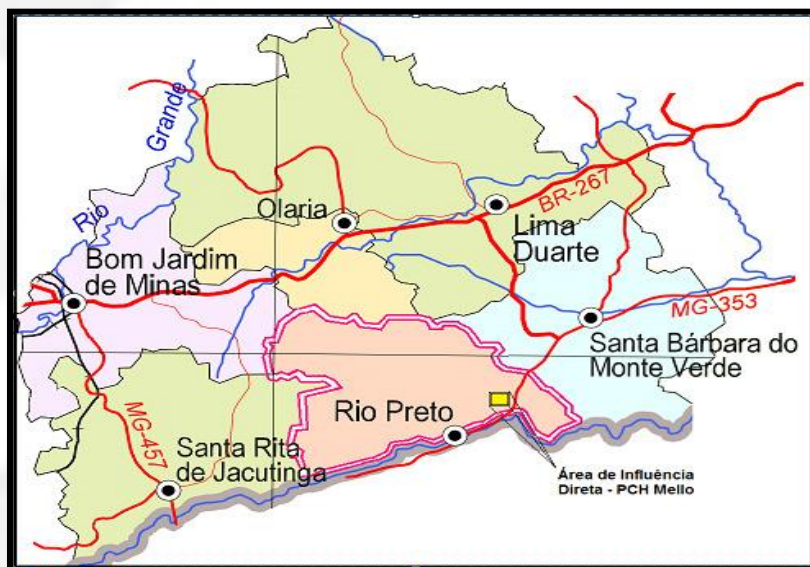 Grande
Rio
Olaria
BR-267
Lima
Duarte
Bom Jardim
de Minas
MG-353
Santa Bárbara do
Monte Verde
MG-457
Rio Preto
Santa Rita
de Jacutinga
Área de Influência
Direta - PCH Mello